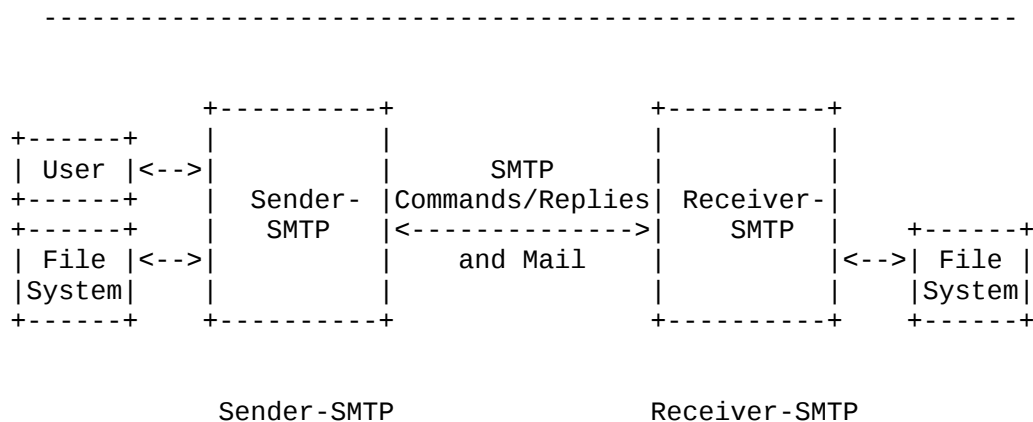 User
SMTP
Sender- Commands/Replies Receiver-
SMTP SMTP
File and Mail File
System System
Sender-SMTP Receiver-SMTP